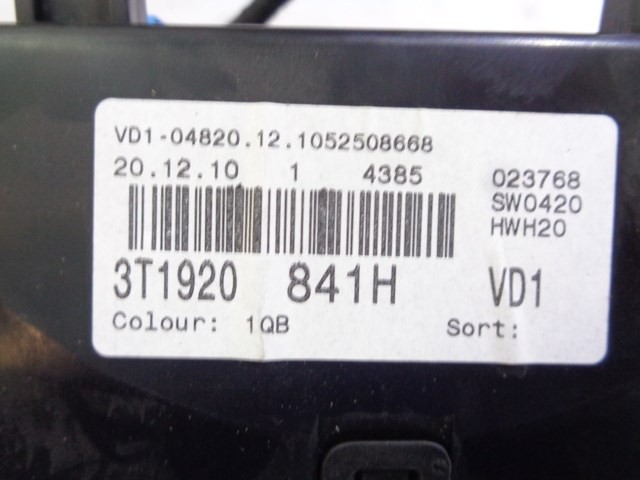 VD1-04820.12.1052508668
20.12.10 1 4385 023768
SW0420
HWH20
3T1920 841H VD1
Colour: 1QB Sort: